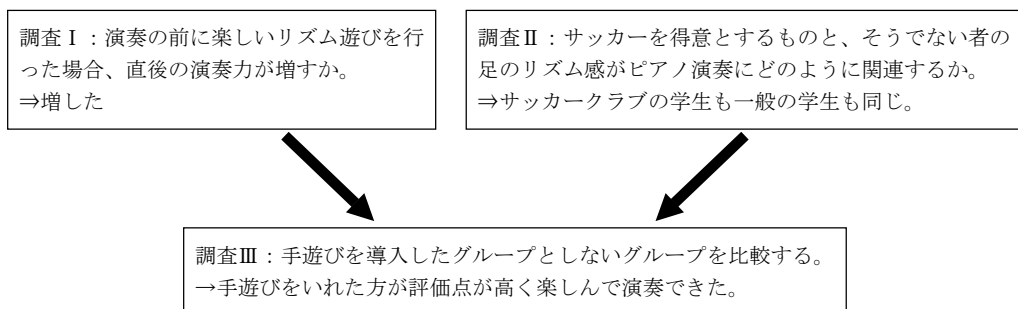 調査Ⅰ：演奏の前に楽しいリズム遊びを行
った場合、直後の演奏力が増すか。
⇒増した
調査Ⅱ：サッカーを得意とするものと、そうでない者の
足のリズム感がピアノ演奏にどのように関連するか。
⇒サッカークラブの学生も一般の学生も同じ。
調査Ⅲ：手遊びを導入したグループとしないグループを比較する。
→手遊びをいれた方が評価点が高く楽しんで演奏できた。